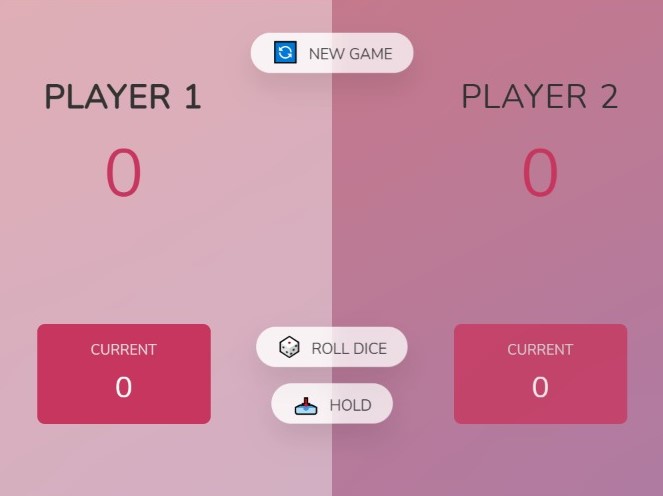 NEW GAME
PLAYER 1
0
PLAYER 2
0
CURRENT
0
ROLL DICE
HOLD
CURRENT
0